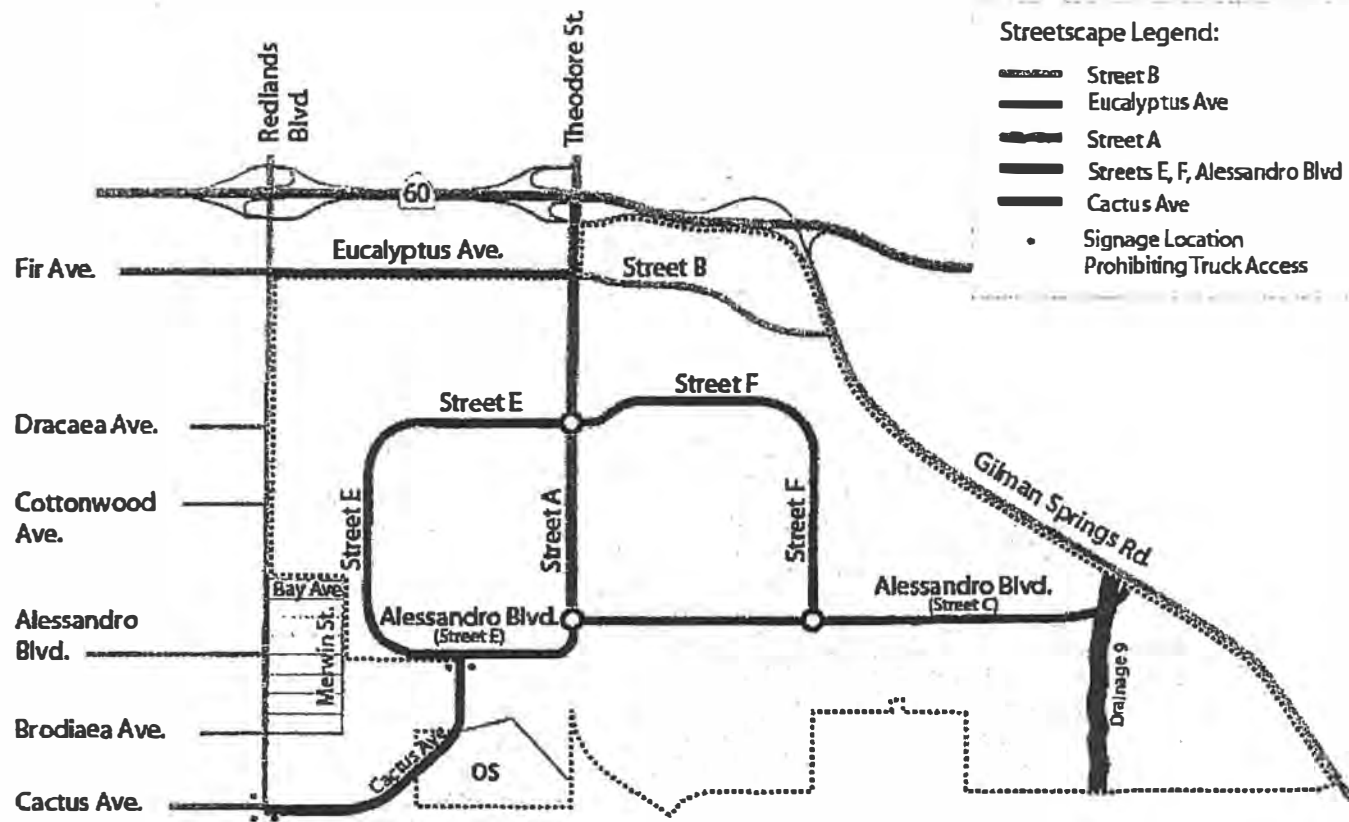 Streetscape Legend:
Street B
Eucalyptus Ave
Street A
Streets E, F, Alessandro Blvd
Cactus Ave
Signage Location
Prohibiting Truck Access
Redlands
Blvd.
Theodore St.
60
Eucalyptus Ave.
Fir Ave.
Street B
Street F
Street E
Dracaea Ave.
Gilman Springs Rd.
Cottonwood
Ave.
Street E
Street A
Street F
Bay Ave
Alessandro Blvd.
(Street C)
Alessandro
Blvd.
Merwin St.
Alessandro Blvd.
(Street E)
Drainage 9
Brodiaea Ave.
Cactus Ave
OS
Cactus Ave.